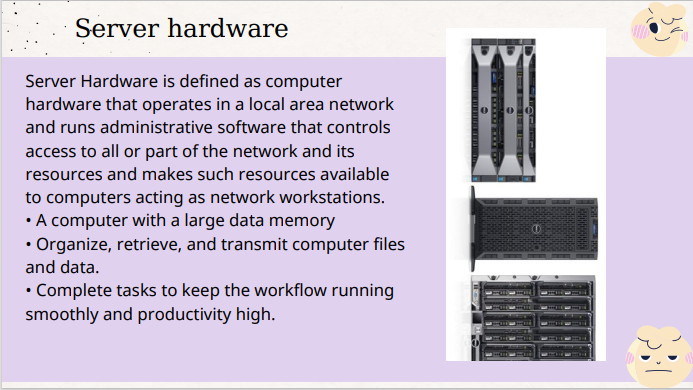 Server hardware
Server Hardware is defined as computer
hardware that operates in a local area network
and runs administrative software that controls
access to all or part of the network and its
resources and makes such resources available
to computers acting as network workstations.
• A computer with a large data memory
• Organize, retrieve, and transmit computer files
and data.
• Complete tasks to keep the workflow running
smoothly and productivity high.